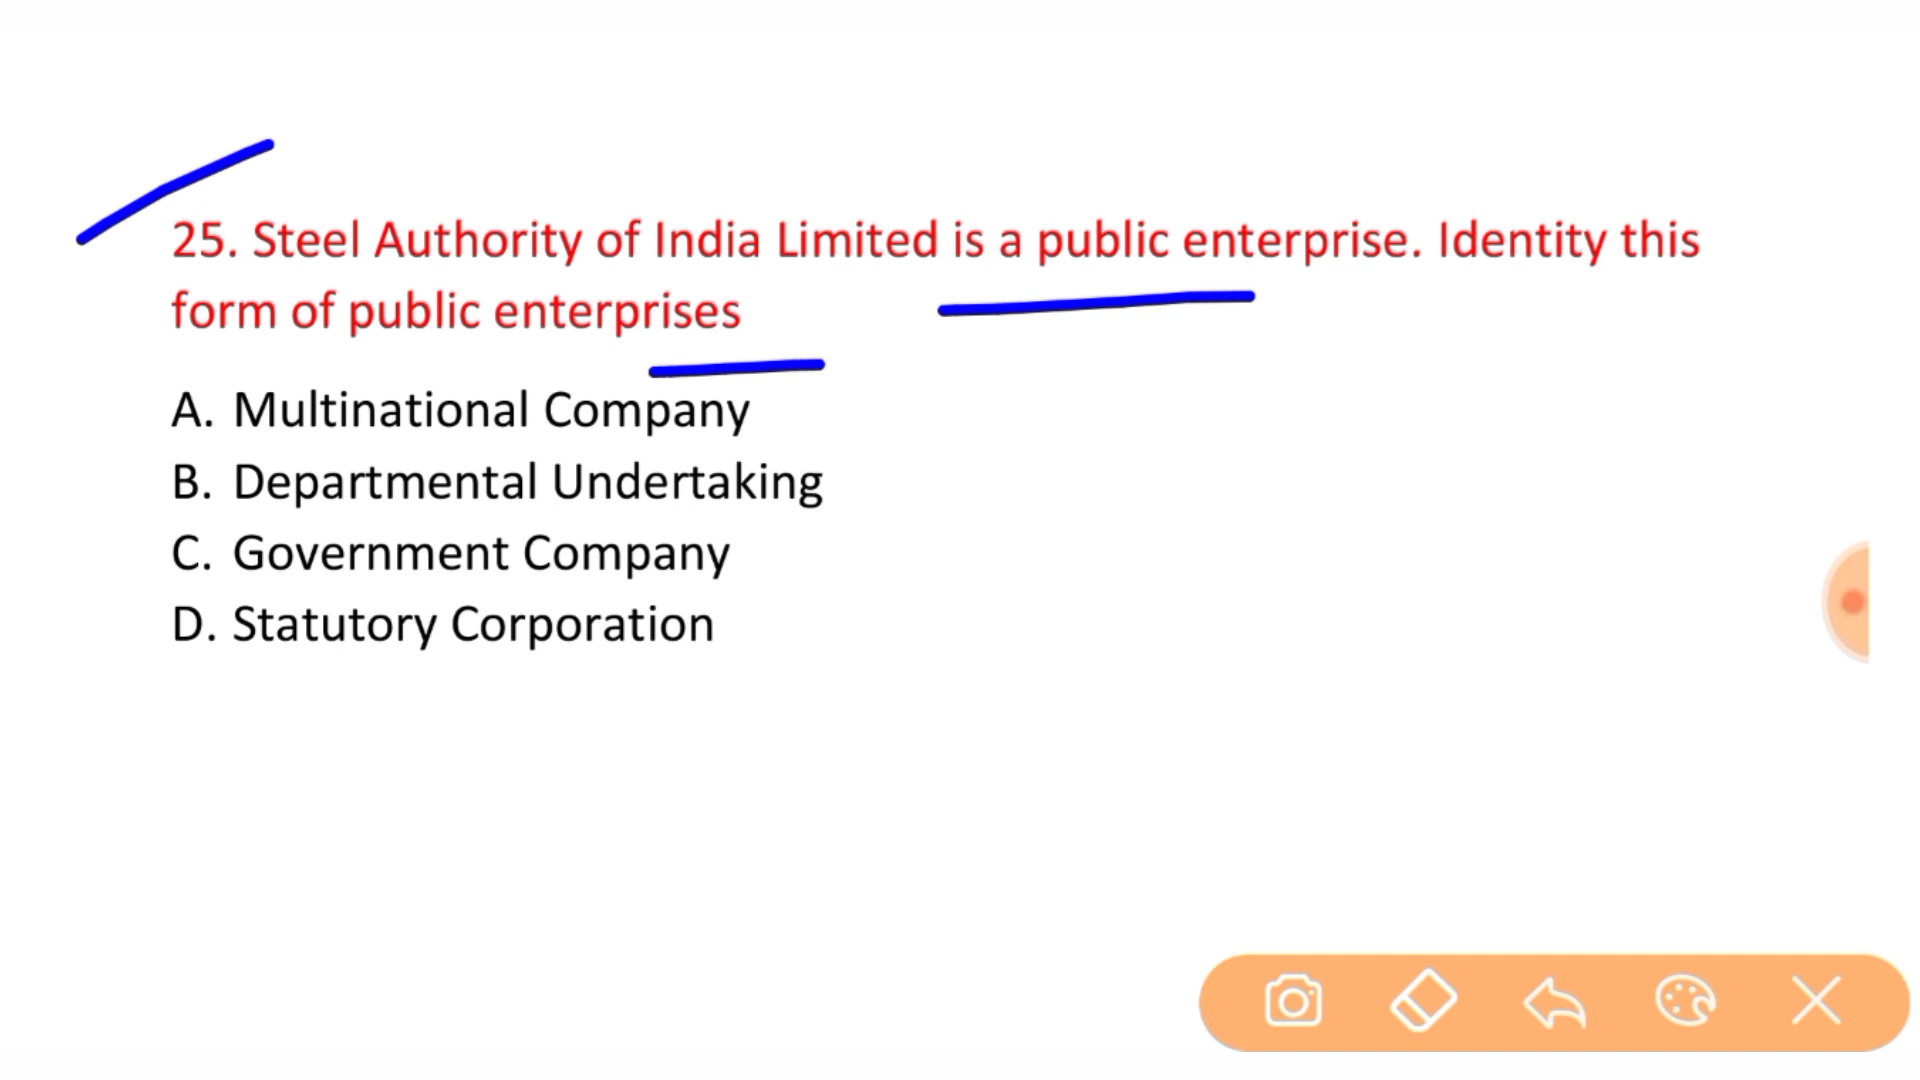 25. Steel Authority of India Limited is a public enterprise. Identity this
form of public enterprises
A. Multinational Company
B. Departmental Undertaking
C. Government Company
D. Statutory Corporation